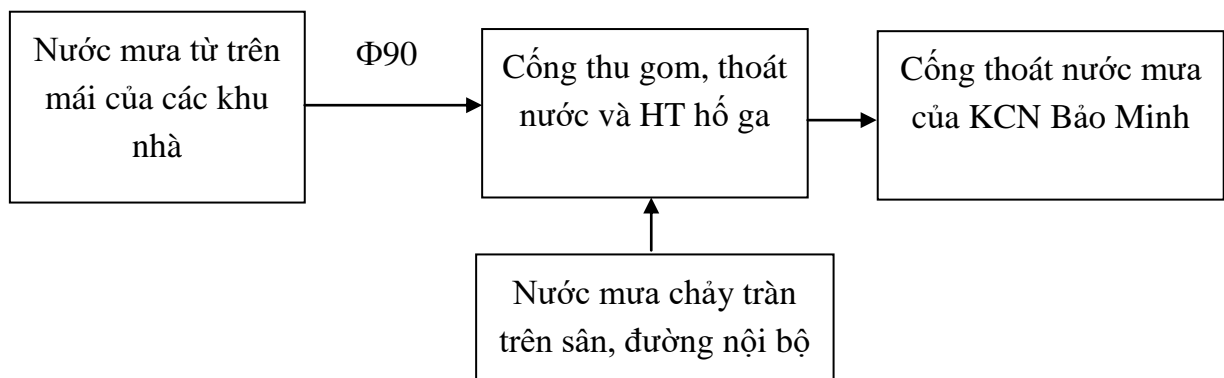 Nước mưa từ trên
mái của các khu
nhà
Φ90
Cống thu gom, thoát
nước và HT hố ga
Cống thoát nước mưa
của KCN Bảo Minh
Nước mưa chảy tràn
trên sân, đường nội bộ